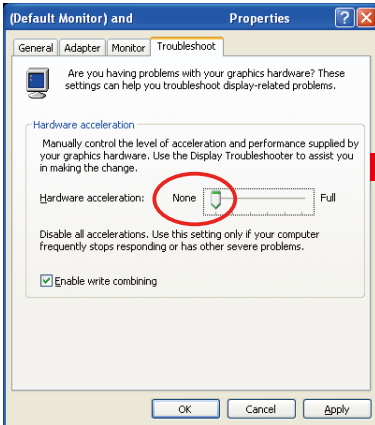 (Default Monitor) and Properties
General Adapter Monitor Troubleshoot
Are you having problems with your graphics hardware? These
settings can help you troubleshoot display-related problems.
Hardware acceleration
Manually control the level of acceleration and performance supplied by
your graphics hardware. Use the Display Troubleshooter to assist you
in making the change.
Hardware acceleration: None Full
Disable all accelerations. Use this setting only if your computer
frequently stops responding or has other severe problems.
Enable write combining
OK Cancel Apply